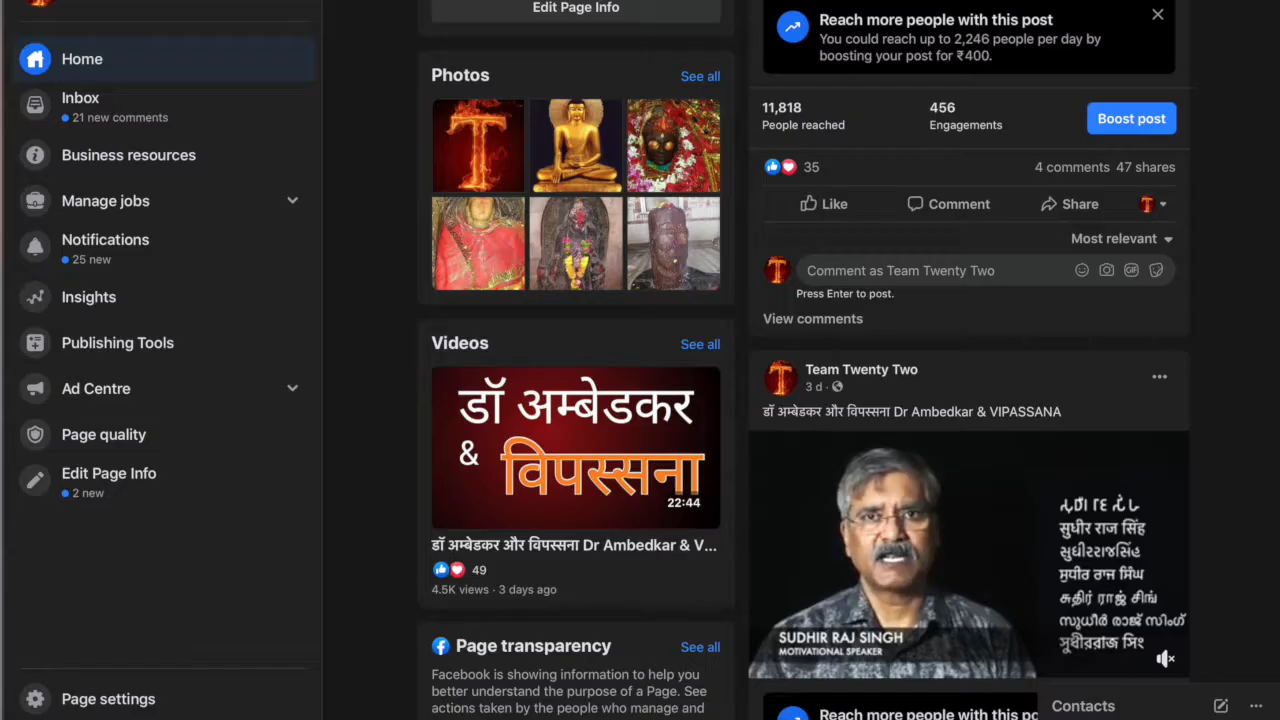 Home
Inbox
21 new comments
Business resources
Manage jobs
Notifications
25 new
Insights
Publishing Tools
Ad Centre
Page quality
Edit Page Info
2 new
Page settings
Edit Page Info
Photos
See all
Videos
See all
डॉ अम्बेडकर
&
विपस्सना
22:44
डॉ अम्बेडकर और विपस्सना Dr Ambedkar & V...
49
4.5K views · 3 days ago
Page transparency
See all
Facebook is showing information to help you
better understand the purpose of a Page. See
actions taken by the people who manage and
Reach more people with this post
You could reach up to 2,246 people per day by
boosting your post for ₹400.
11,818
People reached
456
Engagements
Boost post
35
4 comments 47 shares
Like
Comment
Share
Most relevant
Comment as Team Twenty Two
GIF
Press Enter to post.
View comments
Team Twenty Two
3 d ·
डॉ अम्बेडकर और विपस्सना Dr Ambedkar & VIPASSANA
सुधीर राज सिंह
સુધીરરાજસિંહ
ਸੁਧੀਰ ਰਾਜ ਸਿੰਘ
சுதிர் ராஜ் சிங்
സുധീർ രാജ് സിംഗ്
सुधीरराज सिं
SUDHIR RAJ SINGH
MOTIVATIONAL SPEAKER
Reach more people with this po
Contacts